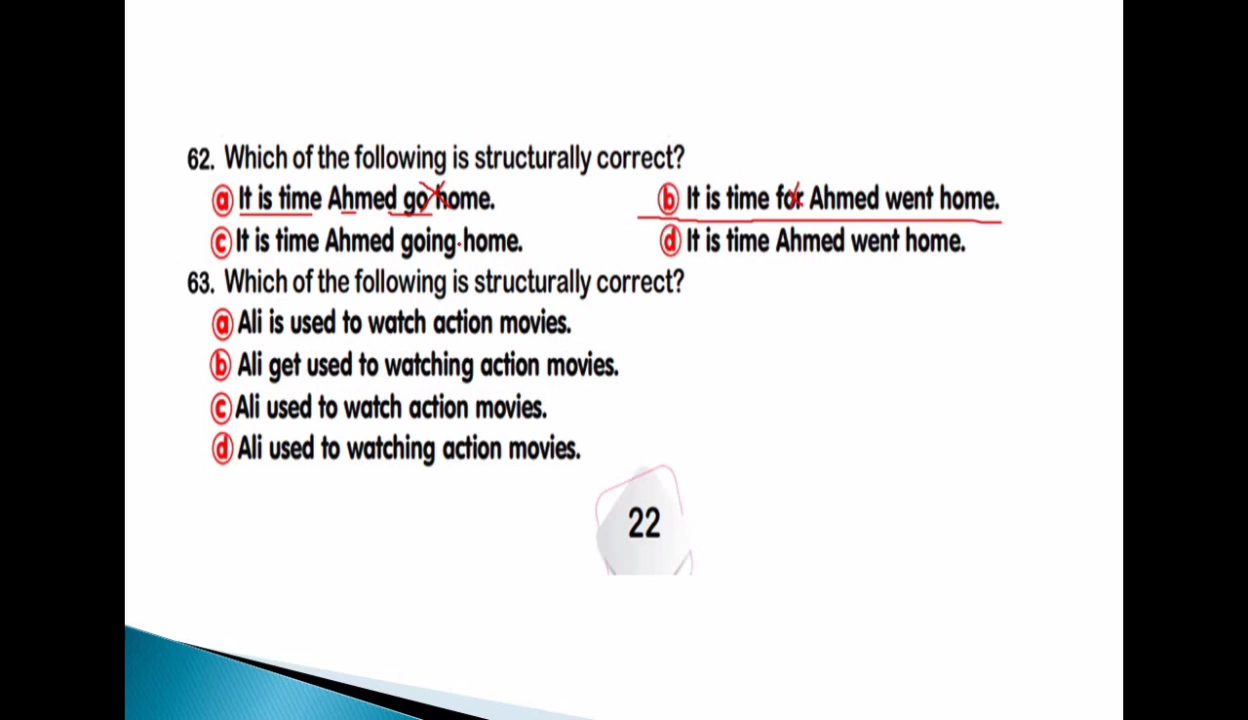 62. Which of the following is structurally correct?
ⓐ It is time Ahmed go home. ⓑ It is time for Ahmed went home.
ⓒ It is time Ahmed going home. ⓓ It is time Ahmed went home.
63. Which of the following is structurally correct?
ⓐ Ali is used to watch action movies.
ⓑ Ali get used to watching action movies.
ⓒ Ali used to watch action movies.
ⓓ Ali used to watching action movies.
22